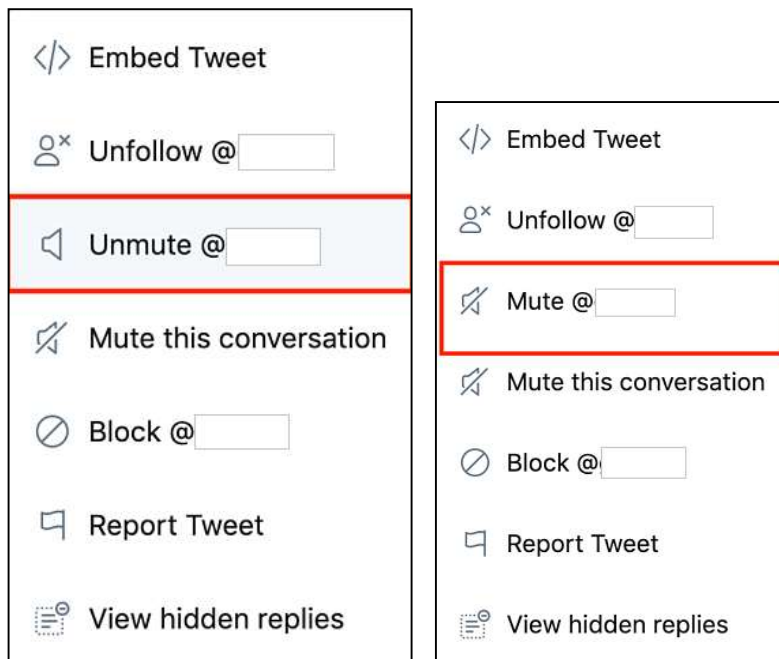 Embed Tweet
Unfollow @
Unmute @
Mute this conversation
Block @
Report Tweet
View hidden replies
Embed Tweet
Unfollow @
Mute @
Mute this conversation
Block @
Report Tweet
View hidden replies